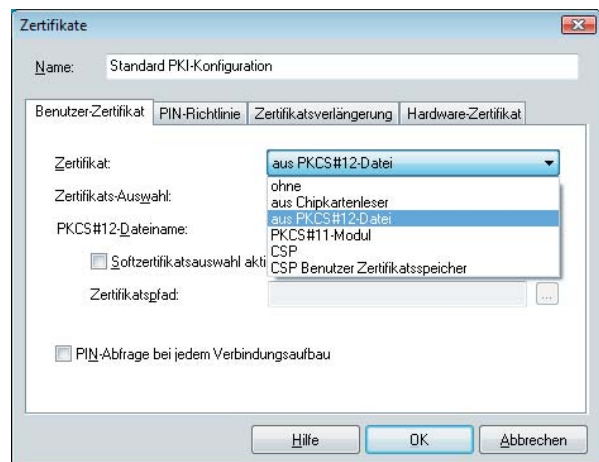 Zertifikate
Name: Standard PKI-Konfiguration
Benutzer-Zertifikat PIN-Richtlinie Zertifikatsverlängerung Hardware-Zertifikat
Zertifikat: aus PKCS#12-Datei
ohne
Zertifikats-Auswahl: aus Chipkartenleser
aus PKCS#12-Datei
PKCS#12-Dateiname: PKCS#11-Modul
CSP
Softzertifikatsauswahl akti CSP Benutzer Zertifikatsspeicher
Zertifikatspfad: ...
PIN-Abfrage bei jedem Verbindungsaufbau
Hilfe OK Abbrechen